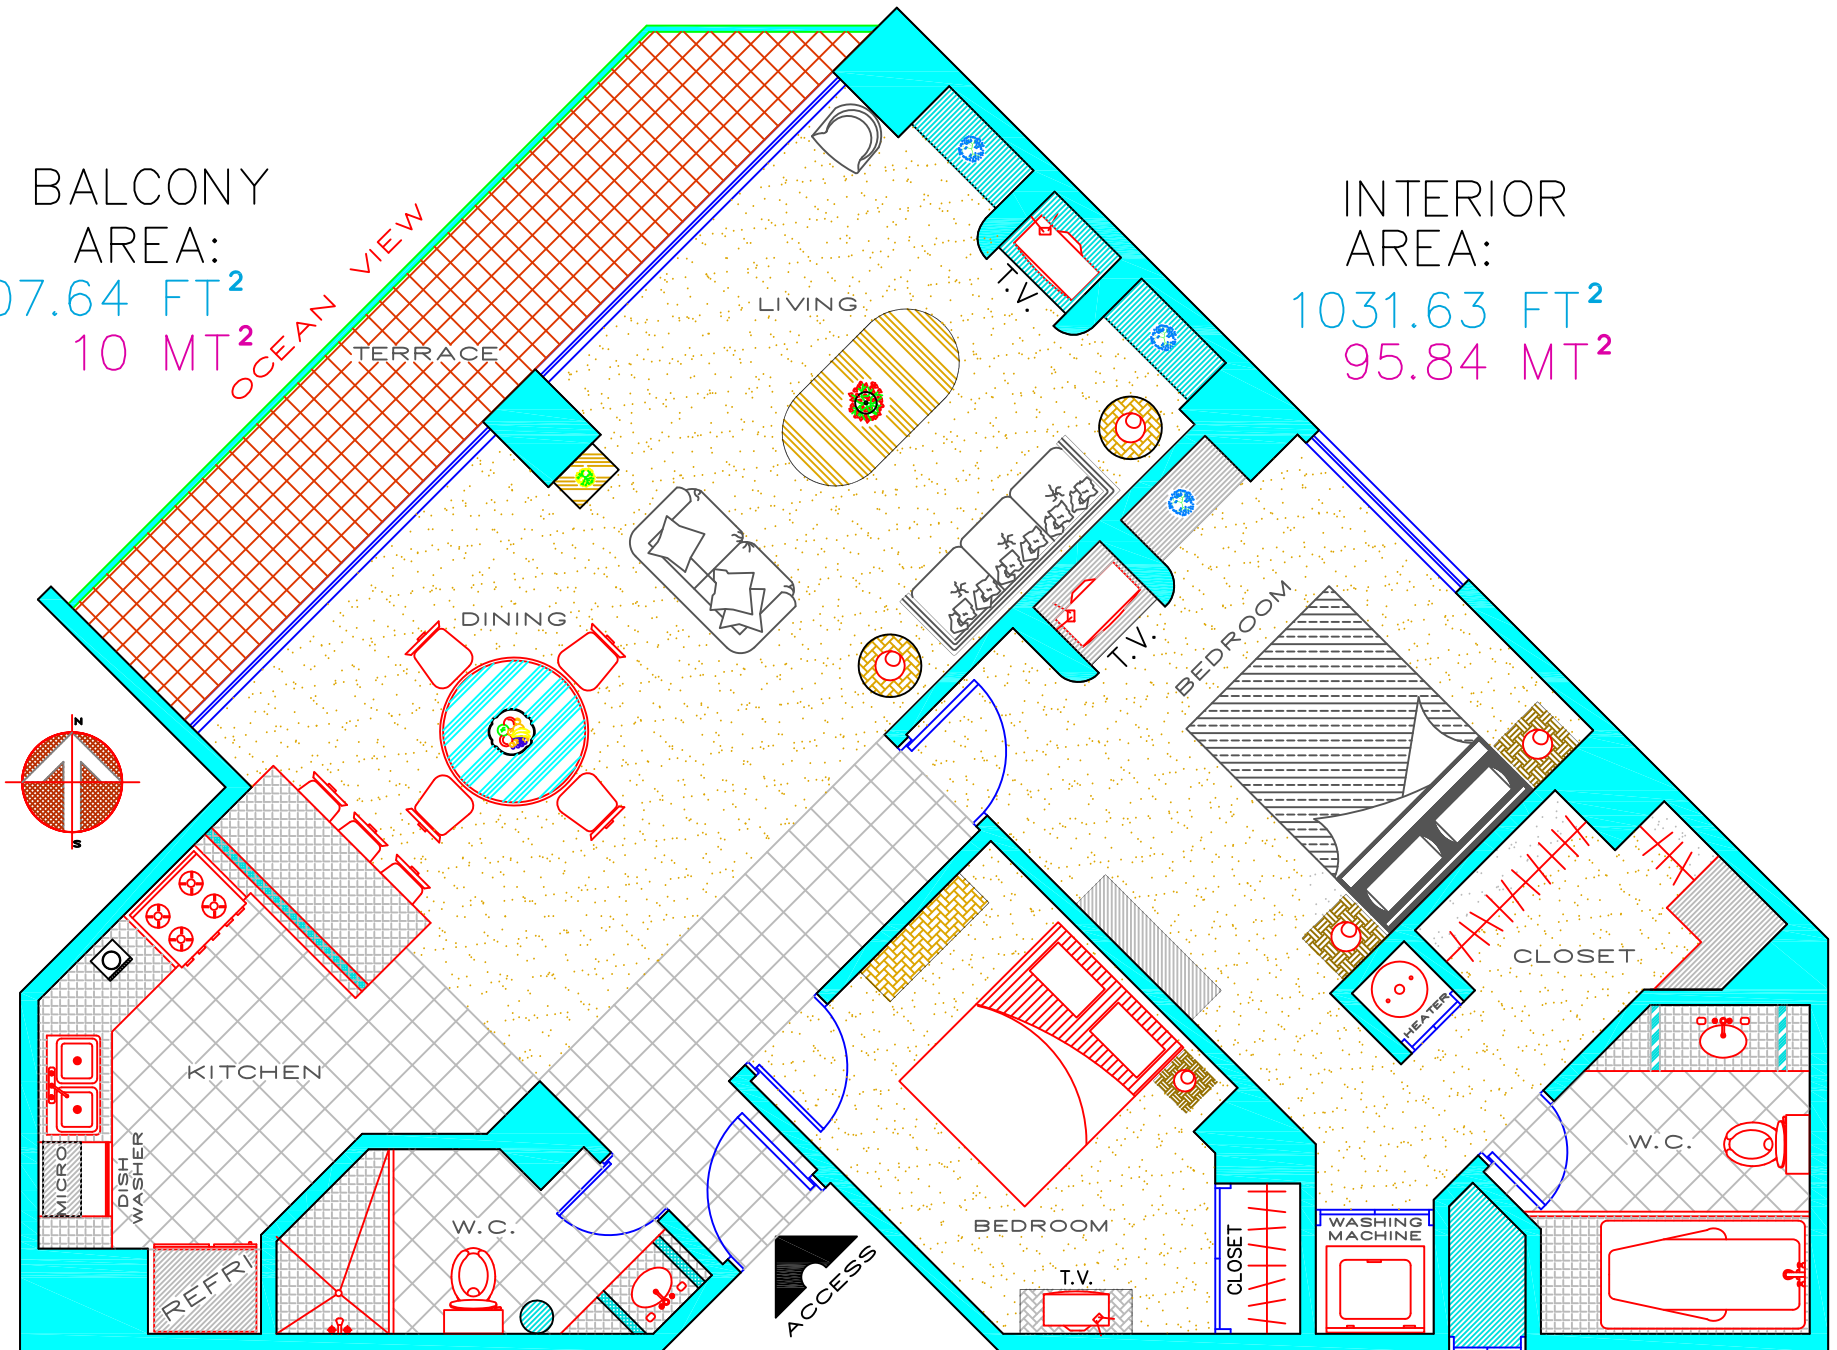 BALCONY
AREA:
07.64 FT²
10 MT²
OCEAN VIEW
TERRACE
INTERIOR
AREA:
1031.63 FT²
95.84 MT²
LIVING
T.V.
DINING
T.V.
BEDROOM
N
S
CLOSET
HEATER
KITCHEN
MICRO
DISH
WASHER
REFRI
W.C.
ACCESS
BEDROOM
T.V.
CLOSET
WASHING
MACHINE
W.C.